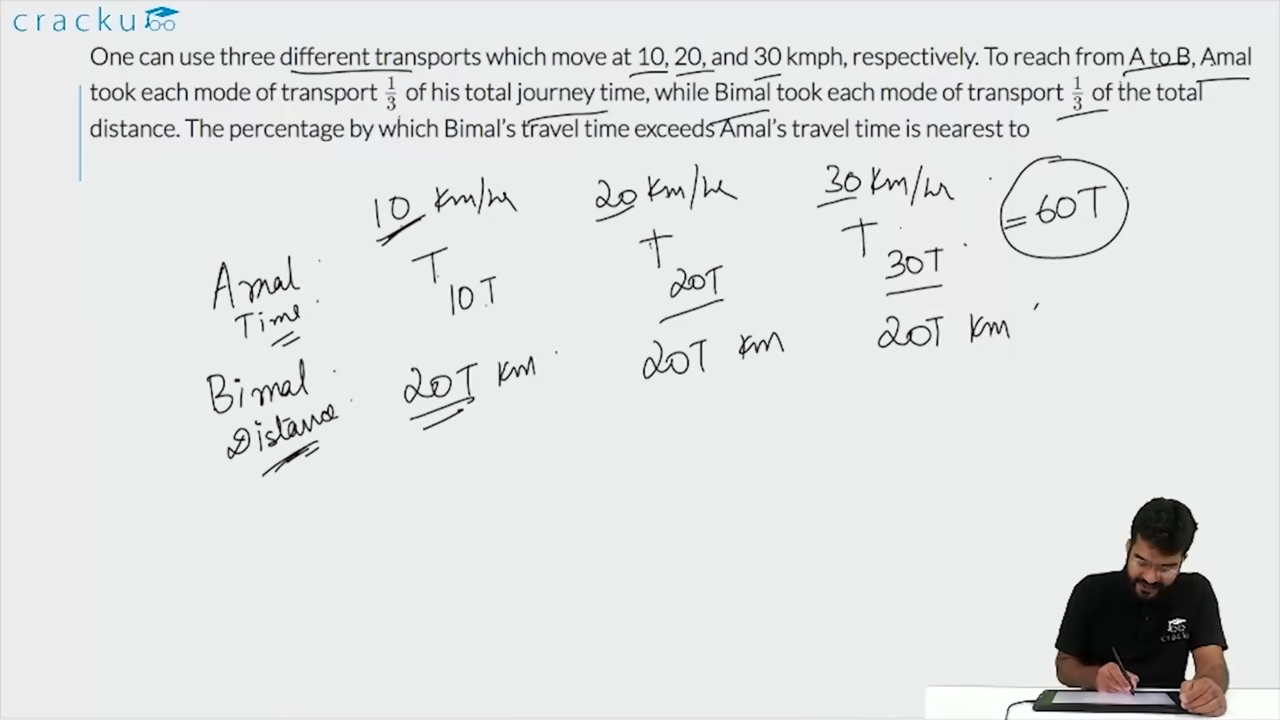 cracku
One can use three different transports which move at 10, 20, and 30 kmph, respectively. To reach from A to B, Amal
took each mode of transport 1/3 of his total journey time, while Bimal took each mode of transport 1/3 of the total
distance. The percentage by which Bimal's travel time exceeds Amal's travel time is nearest to
10 Km/hr 20 Km/hr 30 Km/hr = 60T
Amal : T T T
Time : 10T 20T 30T
Bimal : 20T Km 20T Km 20T Km
Distance :
cracku